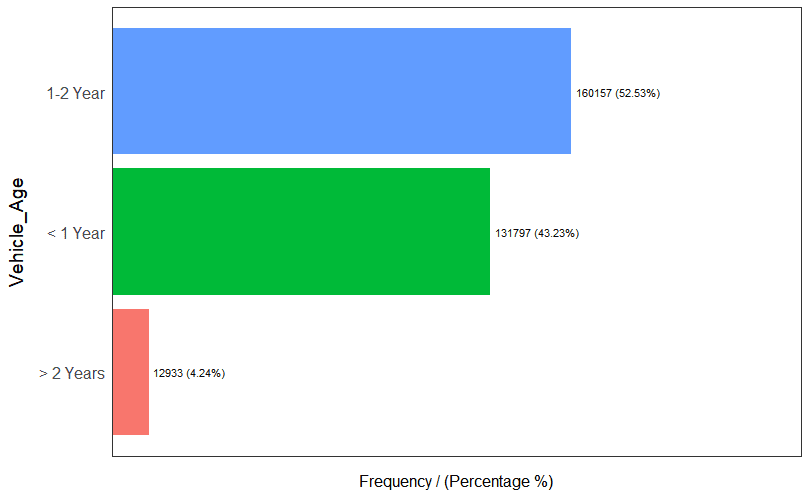 Vehicle_Age
1-2 Year
160157 (52.53%)
< 1 Year
131797 (43.23%)
> 2 Years
12933 (4.24%)
Frequency / (Percentage %)